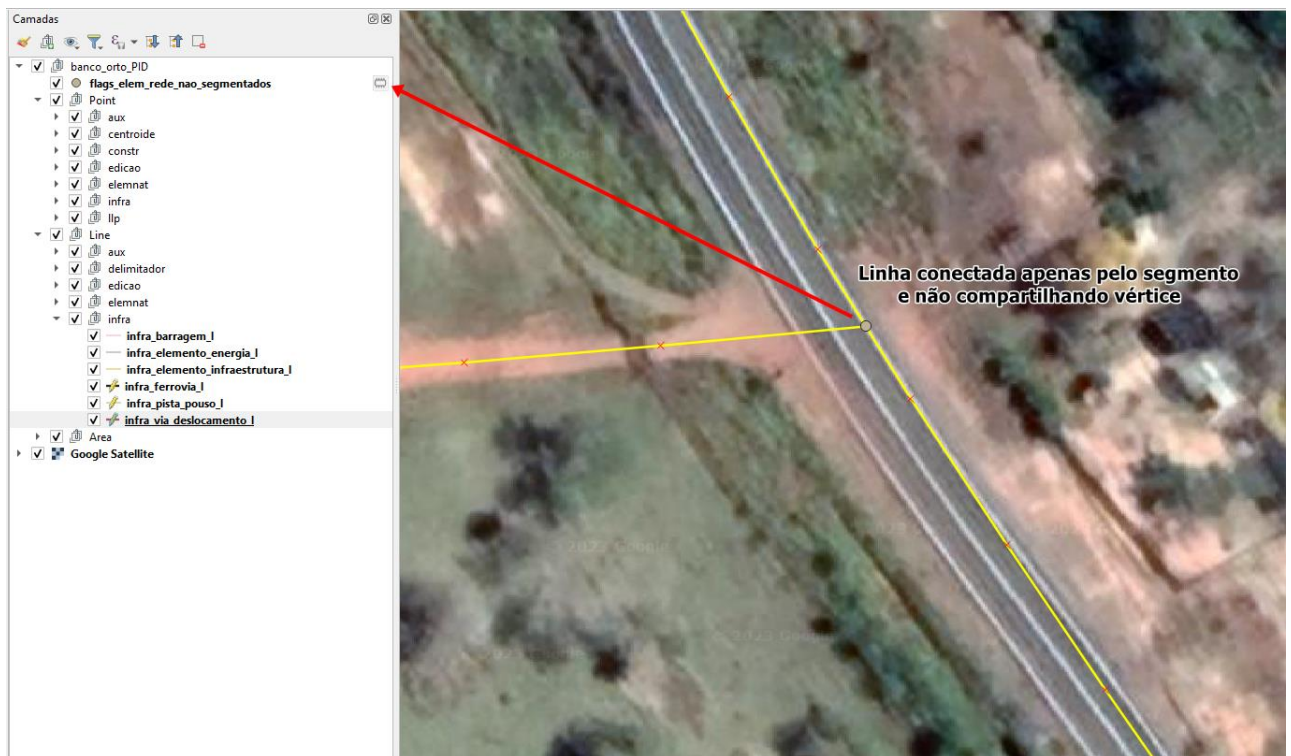 Camadas
banco_orto_PID
flags_elem_rede_nao_segmentados
Point
aux
centroide
constr
edicao
elemnat
infra
llp
Line
aux
delimitador
edicao
elemnat
infra
infra_barragem_l
infra_elemento_energia_l
infra_elemento_infraestrutura_l
infra_ferrovia_l
infra_pista_pouso_l
infra_via_deslocamento_l
Area
Google Satellite
Linha conectada apenas pelo segmento
e não compartilhando vértice